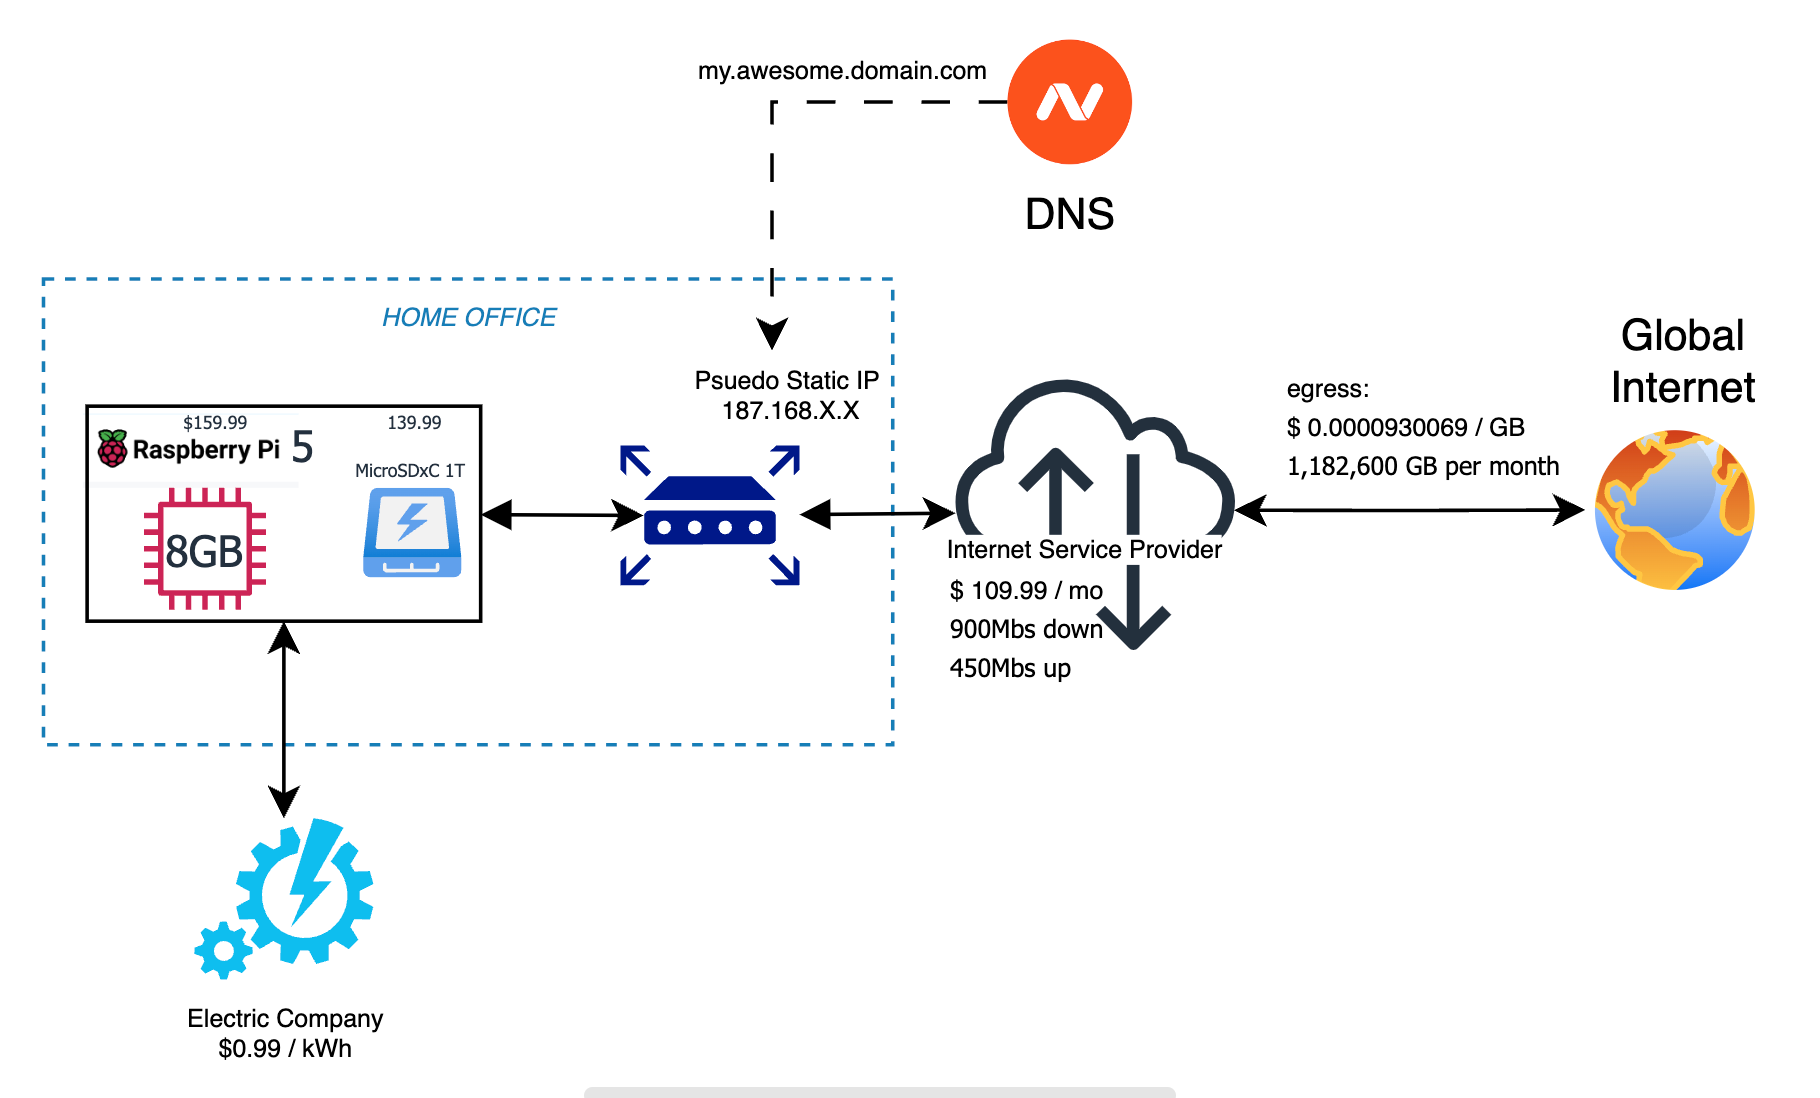 my.awesome.domain.com
DNS
HOME OFFICE
Psuedo Static IP
187.168.X.X
$159.99
139.99
Raspberry Pi 5
MicroSDxC 1T
8GB
Internet Service Provider
$ 109.99 / mo
900Mbs down
450Mbs up
egress:
$ 0.0000930069 / GB
1,182,600 GB per month
Global
Internet
Electric Company
$0.99 / kWh